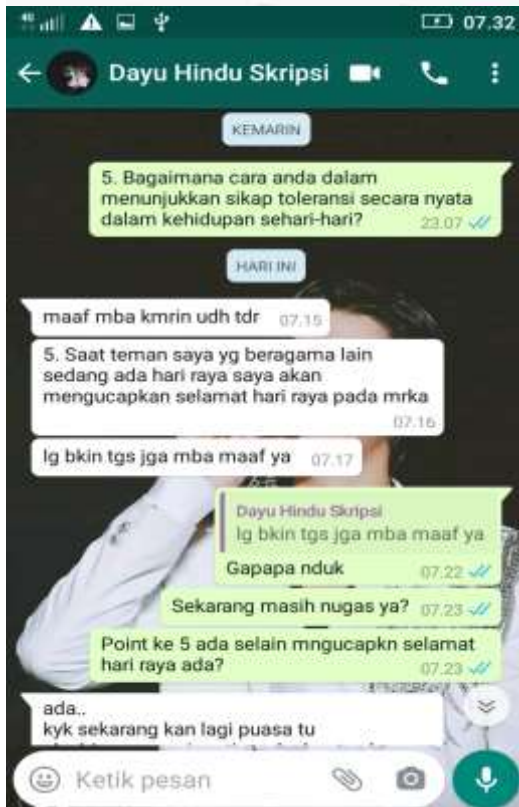 07.32
Dayu Hindu Skripsi
KEMARIN
5. Bagaimana cara anda dalam
menunjukkan sikap toleransi secara nyata
dalam kehidupan sehari-hari?
23.07
HARI INI
maaf mba kmrin udh tdr 07.15
5. Saat teman saya yg beragama lain
sedang ada hari raya saya akan
mengucapkan selamat hari raya pada mrka
07.16
lg bkin tgs jga mba maaf ya 07.17
Dayu Hindu Skripsi
lg bkin tgs jga mba maaf ya
Gapapa nduk 07.22
Sekarang masih nugas ya? 07.23
Point ke 5 ada selain mngucapkn selamat
hari raya ada? 07.23
ada..
kyk sekarang kan lagi puasa tu
Ketik pesan